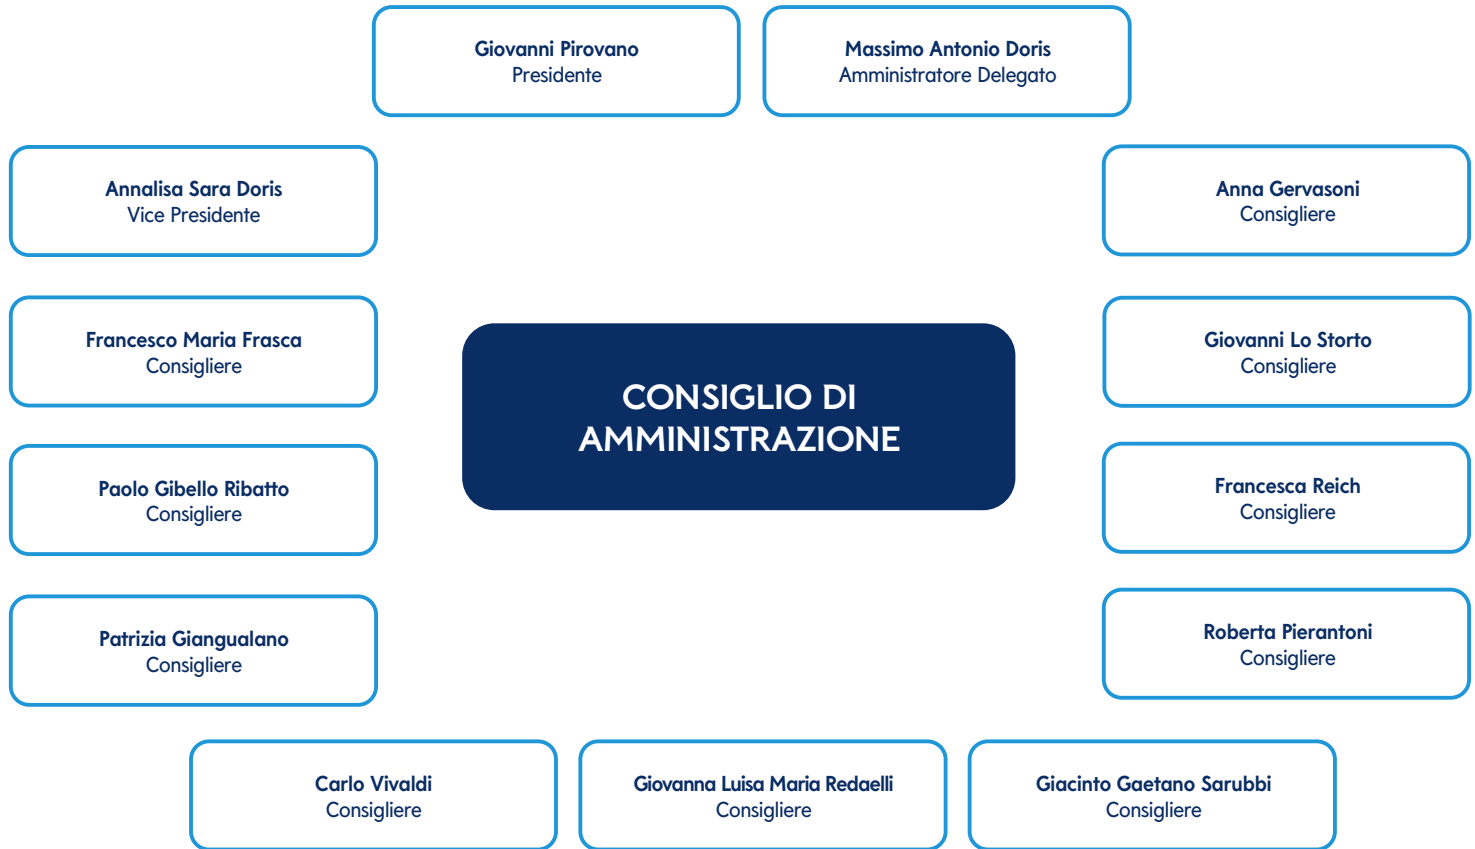 Giovanni Pirovano
Presidente
Massimo Antonio Doris
Amministratore Delegato
Annalisa Sara Doris
Vice Presidente
Anna Gervasoni
Consigliere
Francesco Maria Frasca
Consigliere
Giovanni Lo Storto
Consigliere
CONSIGLIO DI
AMMINISTRAZIONE
Paolo Gibello Ribatto
Consigliere
Francesca Reich
Consigliere
Patrizia Giangualano
Consigliere
Roberta Pierantoni
Consigliere
Carlo Vivaldi
Consigliere
Giovanna Luisa Maria Redaelli
Consigliere
Giacinto Gaetano Sarubbi
Consigliere